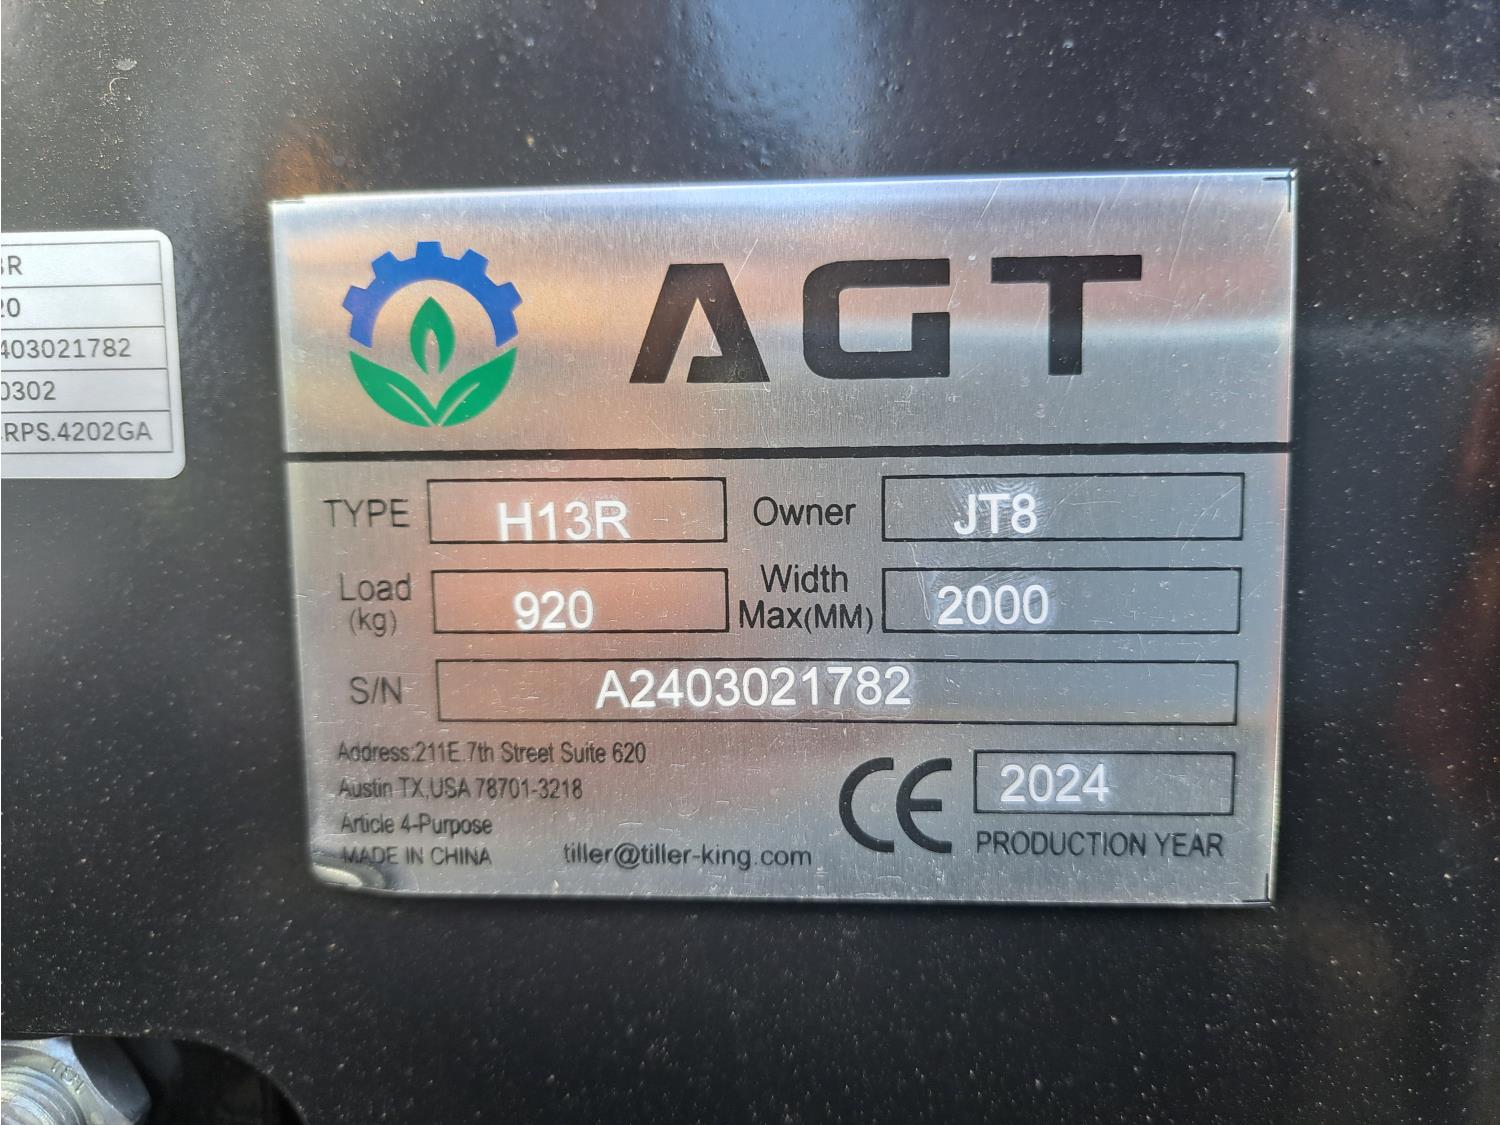 3R
20
403021782
0302
RPS.4202GA
AGT
TYPE H13R Owner JT8
Load (kg) 920 Width Max(MM) 2000
S/N A2403021782
Address:211E.7th Street Suite 620
Austin TX,USA 78701-3218
Article 4-Purpose
MADE IN CHINA
tiller@tiller-king.com
CE
2024
PRODUCTION YEAR